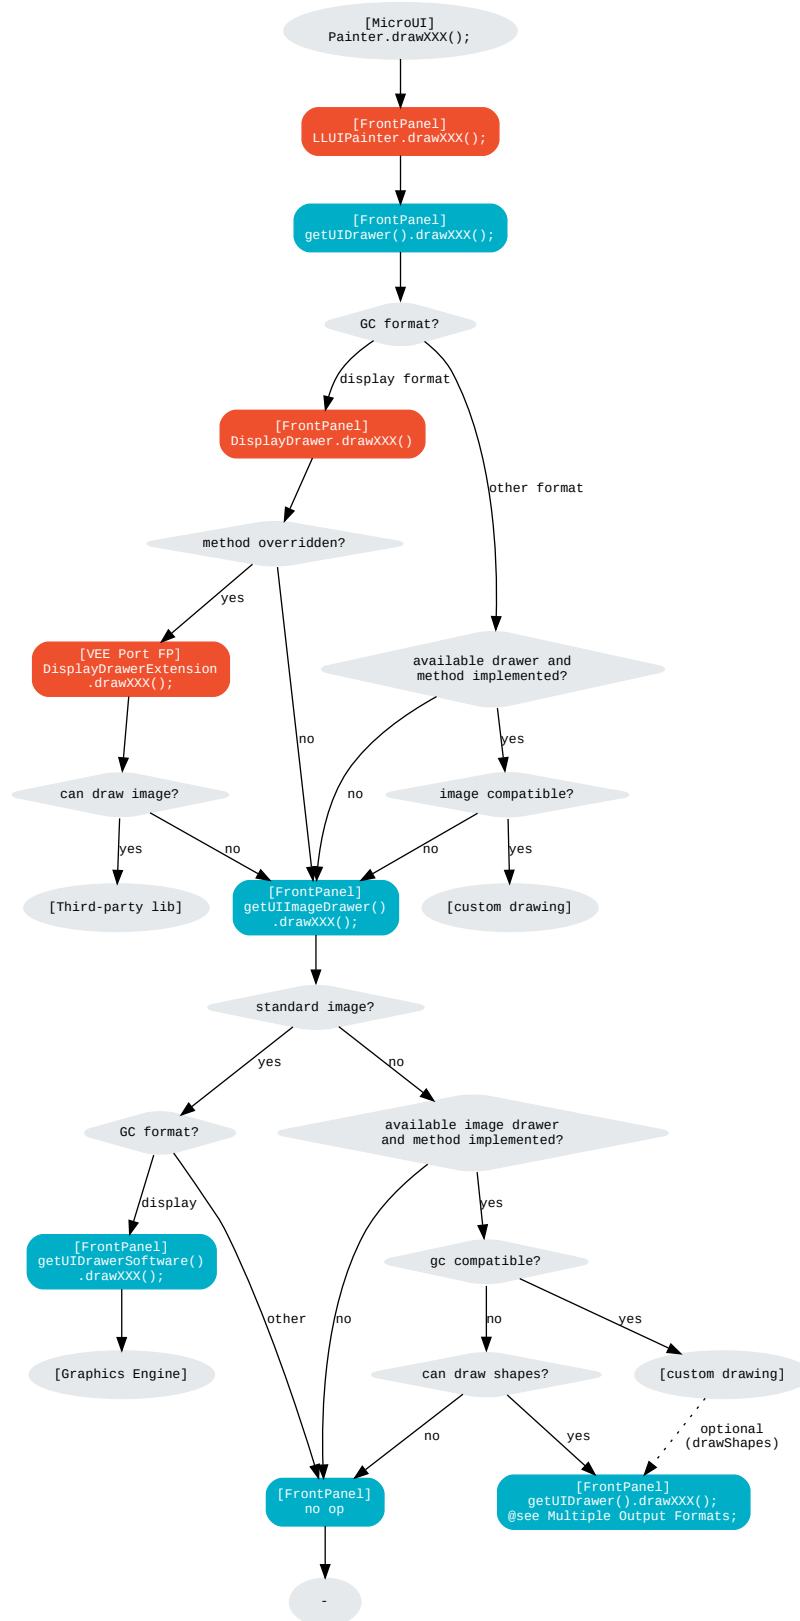 [MicroUI]
Painter.drawXXX();
[FrontPanel]
LLUIPainter.drawXXX();
[FrontPanel]
getUIDrawer().drawXXX();
GC format?
display format
[FrontPanel]
DisplayDrawer.drawXXX()
other format
method overridden?
yes
[VEE Port FP]
DisplayDrawerExtension
.drawXXX();
available drawer and
method implemented?
no
yes
can draw image?
no
image compatible?
yes
no
no
yes
[Third-party lib]
[FrontPanel]
getUIImageDrawer()
.drawXXX();
[custom drawing]
standard image?
yes
no
GC format?
available image drawer
and method implemented?
display
yes
[FrontPanel]
getUIDrawerSoftware()
.drawXXX();
gc compatible?
other
no
no
yes
[Graphics Engine]
can draw shapes?
[custom drawing]
no
yes
optional
(drawShapes)
[FrontPanel]
no op
[FrontPanel]
getUIDrawer().drawXXX();
@see Multiple Output Formats;
-